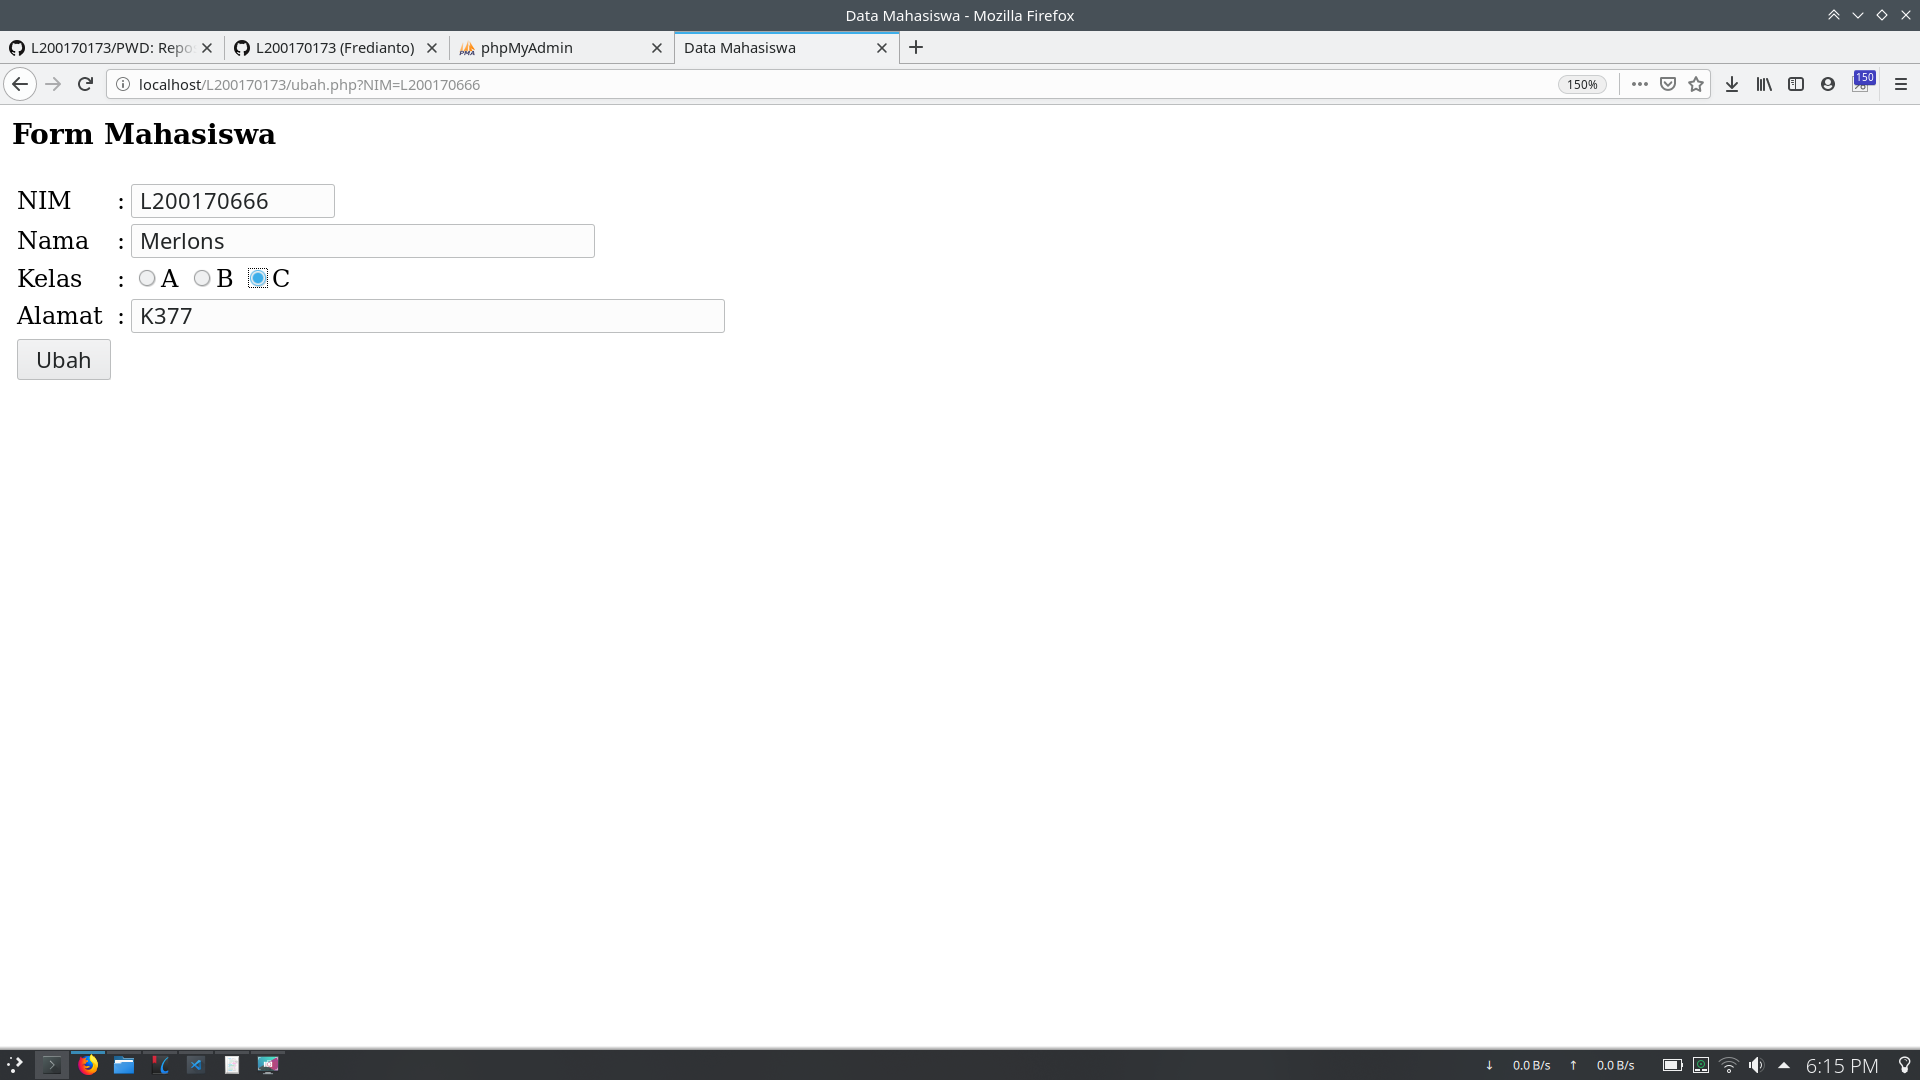 Data Mahasiswa - Mozilla Firefox
L200170173/PWD: Repo
L200170173 (Fredianto)
phpMyAdmin
Data Mahasiswa
localhost/L200170173/ubah.php?NIM=L200170666
150%
150
Form Mahasiswa
NIM : L200170666
Nama : Merlons
Kelas : A B C
Alamat : K377
Ubah
↓ 0.0 B/s ↑ 0.0 B/s 6:15 PM